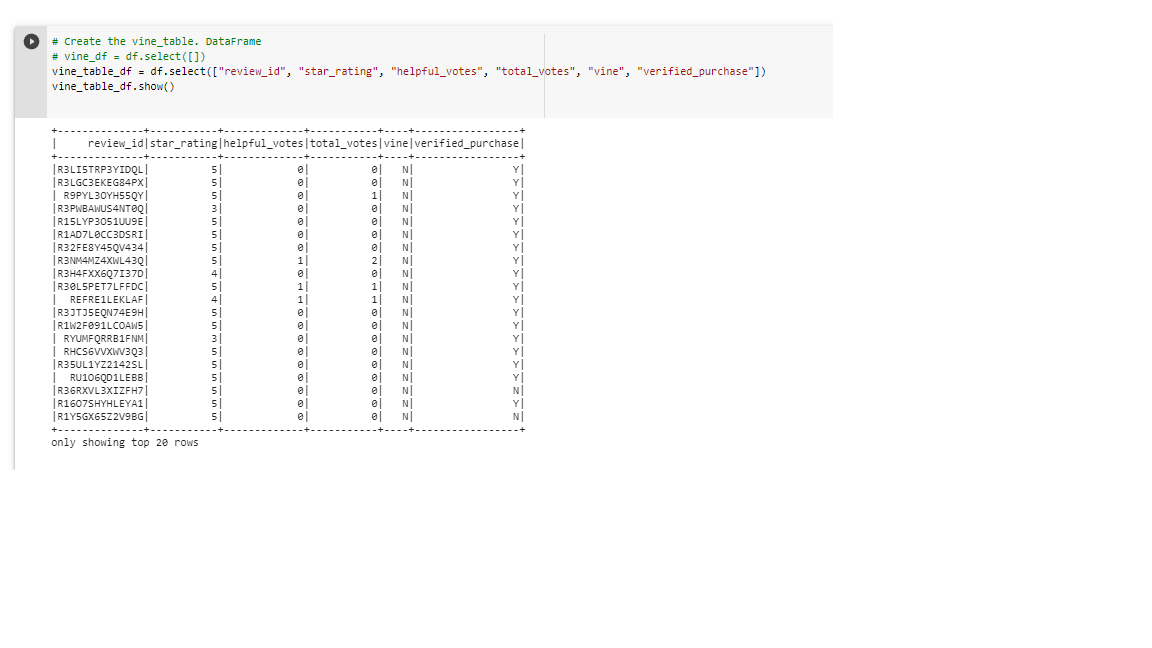 # Create the vine_table. DataFrame
# vine_df = df.select([])
vine_table_df = df.select(["review_id", "star_rating", "helpful_votes", "total_votes", "vine", "verified_purchase"])
vine_table_df.show()
+--------------+-----------+-------------+-----------+----+-----------------+
|     review_id|star_rating|helpful_votes|total_votes|vine|verified_purchase|
+--------------+-----------+-------------+-----------+----+-----------------+
|R3LI5TRP3YIDQL|          5|            0|          0|   N|                Y|
|R3LGC3EKEG84PX|          5|            0|          0|   N|                Y|
| R9PYL3OYH55QY|          5|            0|          1|   N|                Y|
|R3PWBAWUS4NT0Q|          3|            0|          0|   N|                Y|
|R15LYP3O51UU9E|          5|            0|          0|   N|                Y|
|R1AD7L0CC3DSRI|          5|            0|          0|   N|                Y|
|R32FE8Y45QV434|          5|            0|          0|   N|                Y|
|R3NM4MZ4XWL43Q|          5|            1|          2|   N|                Y|
|R3H4FXX6Q7I37D|          4|            0|          0|   N|                Y|
|R30L5PET7LFFDC|          5|            1|          1|   N|                Y|
|  REFRE1LEKLAF|          4|            1|          1|   N|                Y|
|R3JTJ5EQN74E9H|          5|            0|          0|   N|                Y|
|R1W2F091LCOAW5|          5|            0|          0|   N|                Y|
| RYUMFQRRB1FNM|          3|            0|          0|   N|                Y|
| RHCS6VVXWV3Q3|          5|            0|          0|   N|                Y|
|R35UL1YZ2142SL|          5|            0|          0|   N|                Y|
|  RU1O6QD1LEBB|          5|            0|          0|   N|                Y|
|R36RXVL3XIZFH7|          5|            0|          0|   N|                N|
|R16O7SHYHLEYA1|          5|            0|          0|   N|                Y|
|R1Y5GX65Z2V9BG|          5|            0|          0|   N|                N|
+--------------+-----------+-------------+-----------+----+-----------------+
only showing top 20 rows